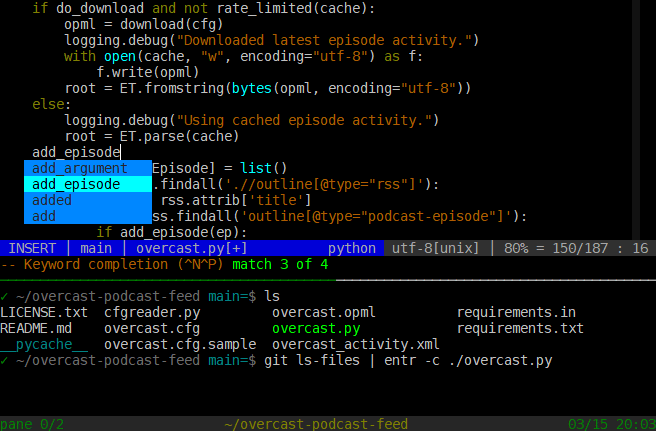 if do_download and not rate_limited(cache):
opml = download(cfg)
logging.debug("Downloaded latest episode activity.")
with open(cache, "w", encoding="utf-8") as f:
f.write(opml)
root = ET.fromstring(bytes(opml, encoding="utf-8"))
else:
logging.debug("Using cached episode activity.")
root = ET.parse(cache)
add_episode
add_argument Episode] = list()
add_episode .findall('.//outline[@type="rss"]'):
added rss.attrib['title']
add ss.findall('outline[@type="podcast-episode"]'):
if add_episode(ep):
INSERT | main | overcast.py[+] python utf-8[unix] | 80% = 150/187 : 16
-- Keyword completion (^N^P) match 3 of 4
✓ ~/overcast-podcast-feed main=$ ls
LICENSE.txt cfgreader.py overcast.opml requirements.in
README.md overcast.cfg overcast.py requirements.txt
__pycache__ overcast.cfg.sample overcast_activity.xml
✓ ~/overcast-podcast-feed main=$ git ls-files | entr -c ./overcast.py
pane 0/2 ~/overcast-podcast-feed 03/15 20:03